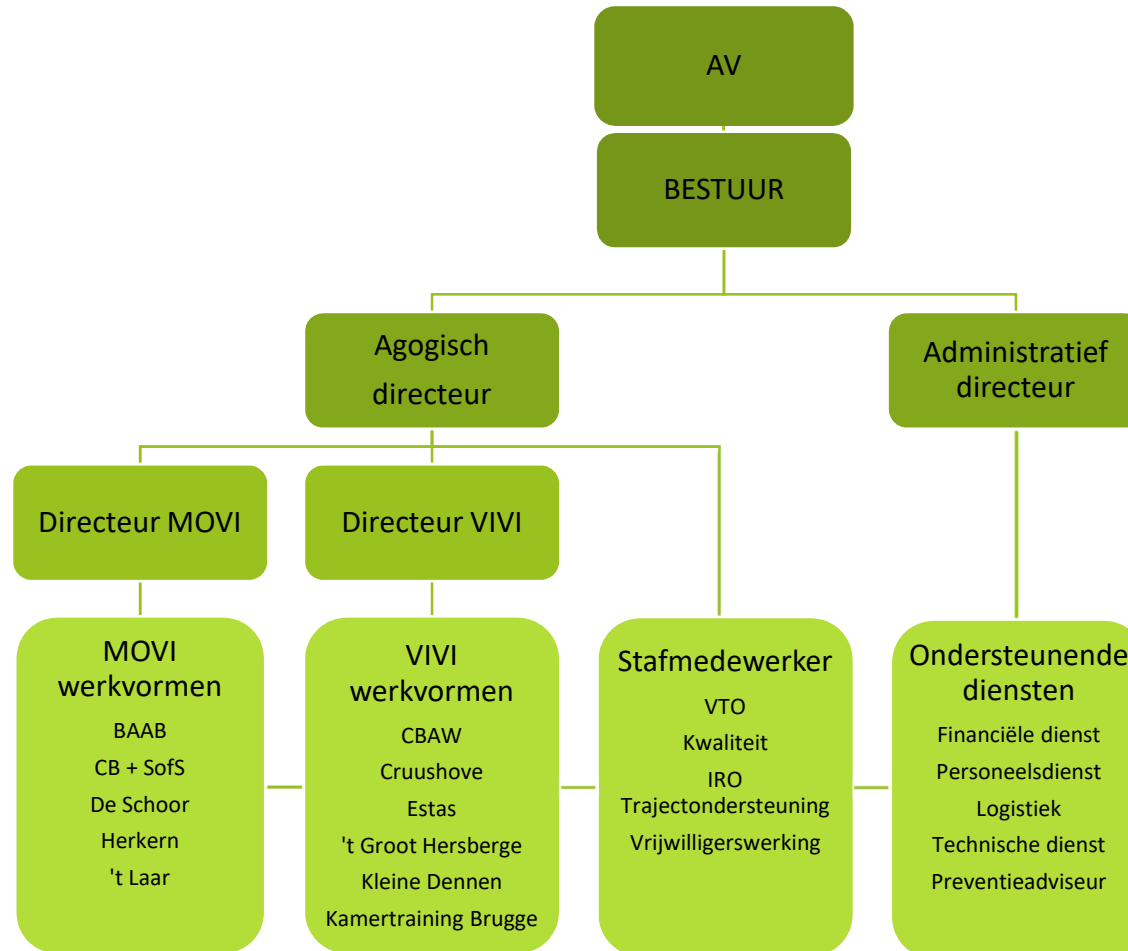 AV
BESTUUR
Agogisch
directeur
Administratief
directeur
Directeur MOVI
Directeur VIVI
MOVI
werkvormen
BAAB
CB + SofS
De Schoor
Herkern
't Laar
VIVI
werkvormen
CBAW
Cruushove
Estas
't Groot Hersberge
Kleine Dennen
Kamertraining Brugge
Stafmedewerker
VTO
Kwaliteit
IRO
Trajectondersteuning
Vrijwilligerswerking
Ondersteunende
diensten
Financiële dienst
Personeelsdienst
Logistiek
Technische dienst
Preventieadviseur